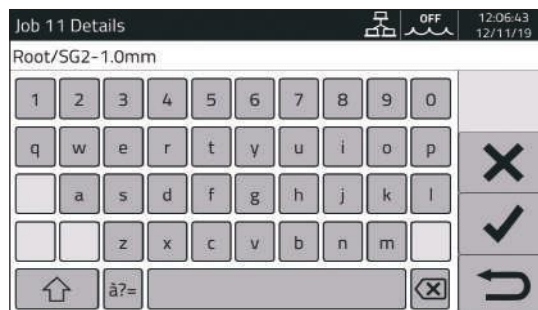 Job 11 Details OFF 12:06:43
12/11/19
Root/SG2-1.0mm
1 2 3 4 5 6 7 8 9 0
q w e r t y u i o p
a s d f g h j k l
z x c v b n m
à?=